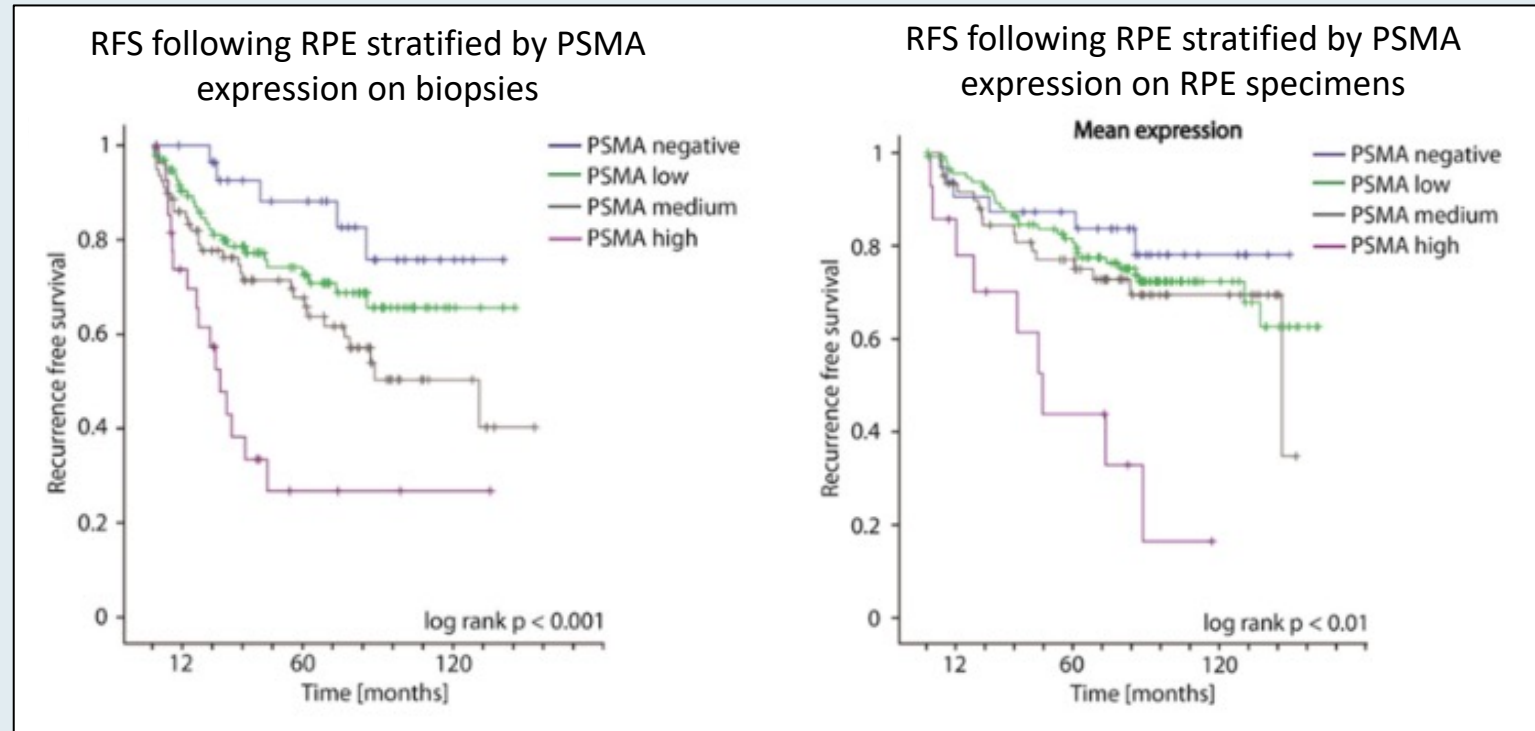 RFS following RPE stratified by PSMA
expression on biopsies
1
0.8
0.6
0.4
0.2
0
Recurrence free survival
PSMA negative
PSMA low
PSMA medium
PSMA high
log rank p < 0.001
12
60
120
Time [months]
RFS following RPE stratified by PSMA
expression on RPE specimens
Mean expression
1
0.8
0.6
0.4
0.2
0
Recurrence free survival
PSMA negative
PSMA low
PSMA medium
PSMA high
log rank p < 0.01
12
60
120
Time [months]